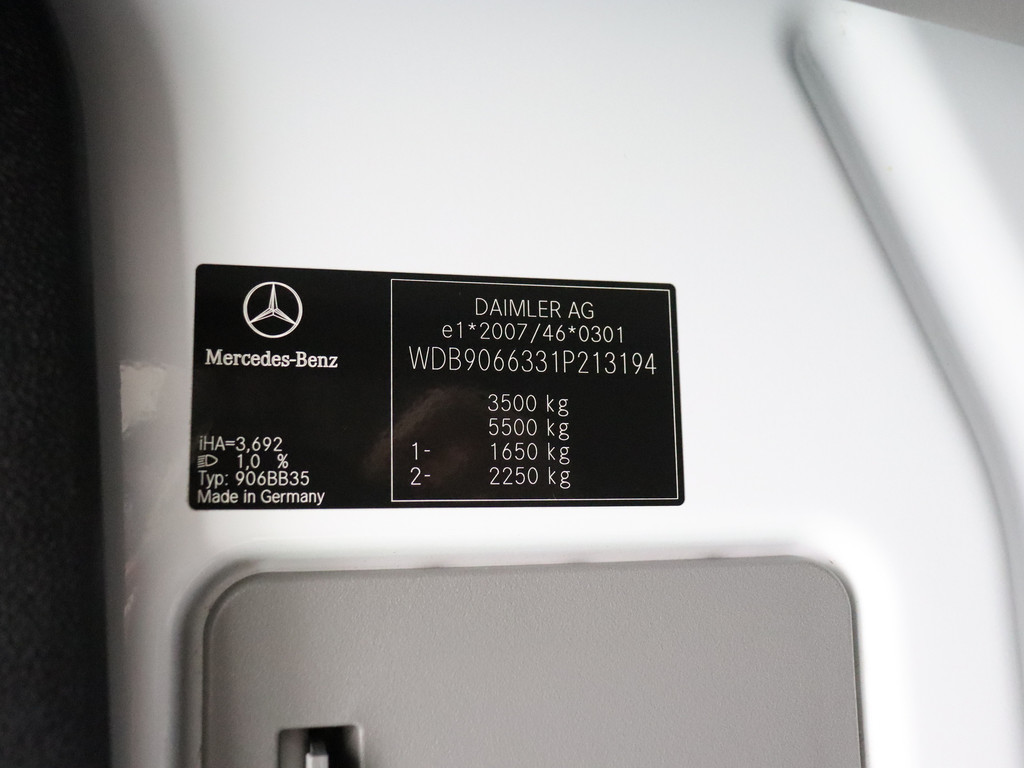 Mercedes-Benz
iHA=3,692
1,0 %
Typ: 906BB35
Made in Germany
DAIMLER AG
e1*2007/46*0301
WDB9066331P213194
3500 kg
5500 kg
1- 1650 kg
2- 2250 kg